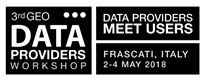 3rd GEO
DATA
PROVIDERS
WORKSHOP
DATA PROVIDERS
MEET USERS
FRASCATI, ITALY
2-4 MAY 2018